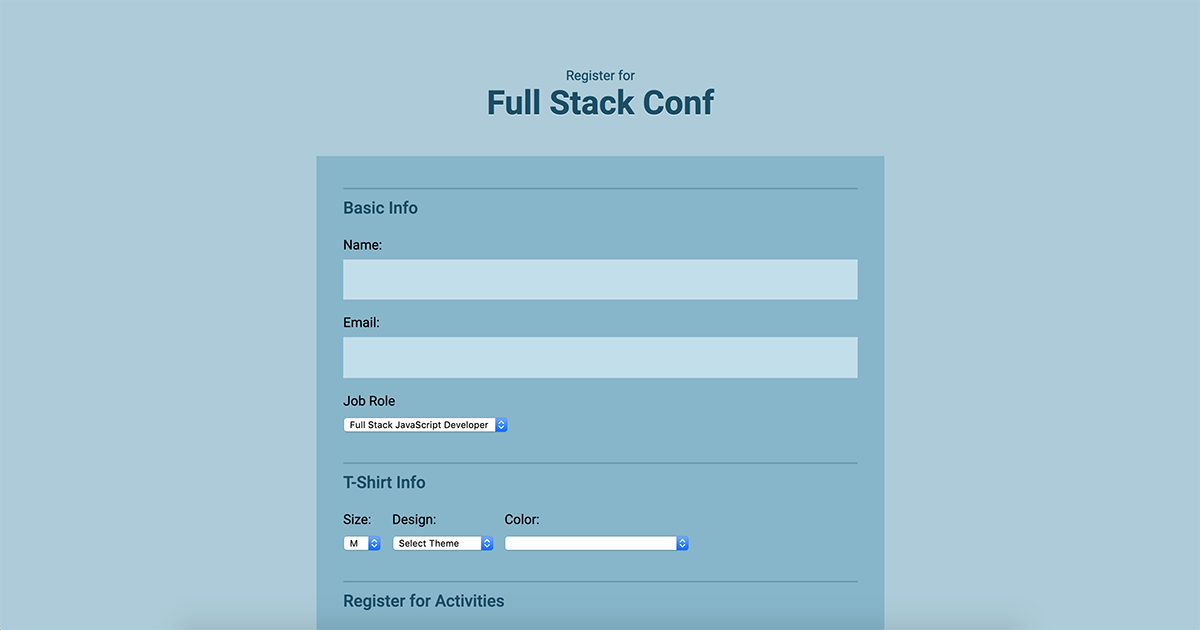 Register for
Full Stack Conf
Basic Info
Name:
Email:
Job Role
Full Stack JavaScript Developer
T-Shirt Info
Size: Design: Color:
M Select Theme
Register for Activities